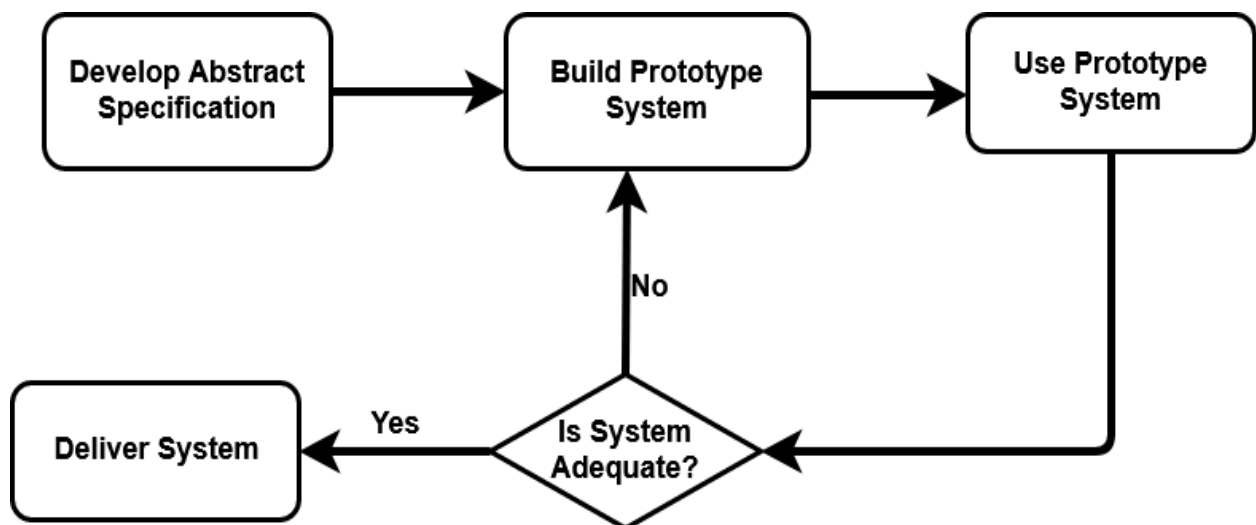 Develop Abstract
Specification
Build Prototype
System
Use Prototype
System
No
Yes
Is System
Adequate?
Deliver System